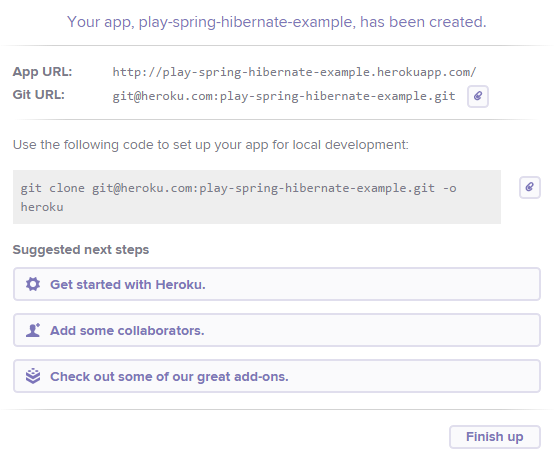 Your app, play-spring-hibernate-example, has been created.
App URL: http://play-spring-hibernate-example.herokuapp.com/
Git URL: git@heroku.com:play-spring-hibernate-example.git
Use the following code to set up your app for local development:
git clone git@heroku.com:play-spring-hibernate-example.git -o
heroku
Suggested next steps
Get started with Heroku.
Add some collaborators.
Check out some of our great add-ons.
Finish up